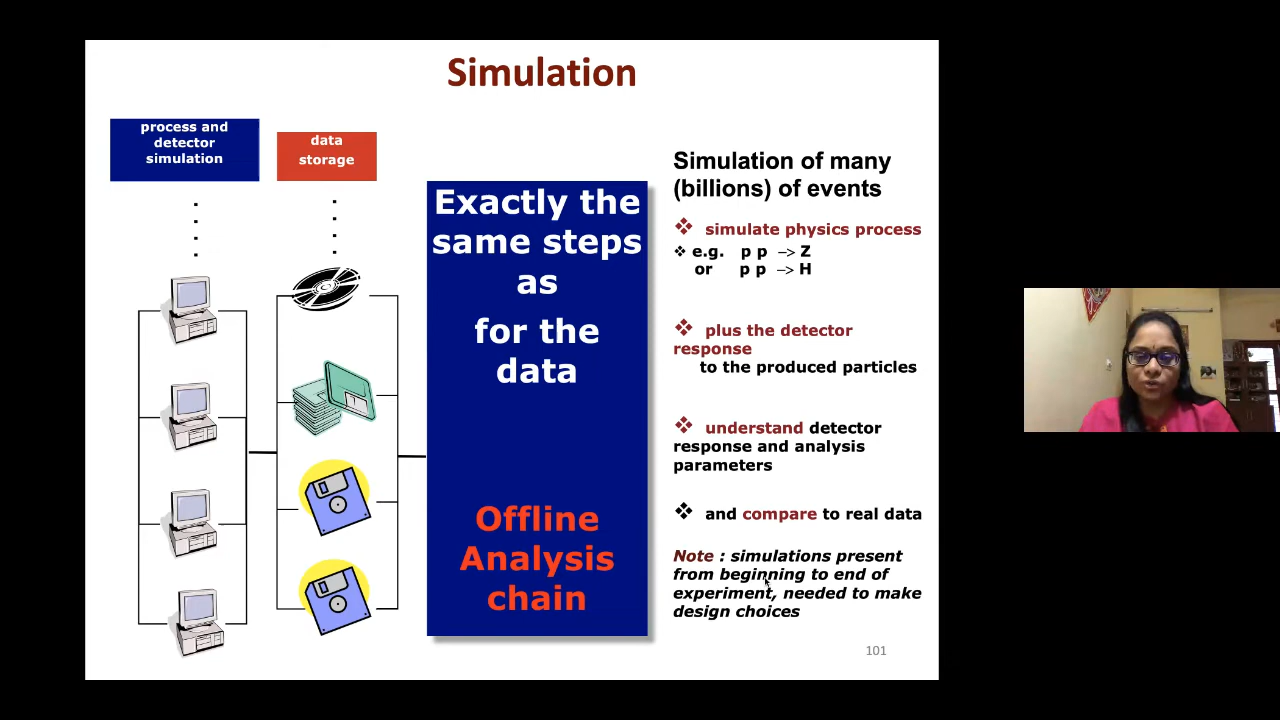 Simulation
process and
detector
simulation
data
storage
Exactly the
same steps
as
for the
data
Offline
Analysis
chain
Simulation of many
(billions) of events
❖ simulate physics process
❖ e.g. p p –> Z
or p p –> H
❖ plus the detector
response
to the produced particles
❖ understand detector
response and analysis
parameters
❖ and compare to real data
Note : simulations present
from beginning to end of
experiment, needed to make
design choices
101